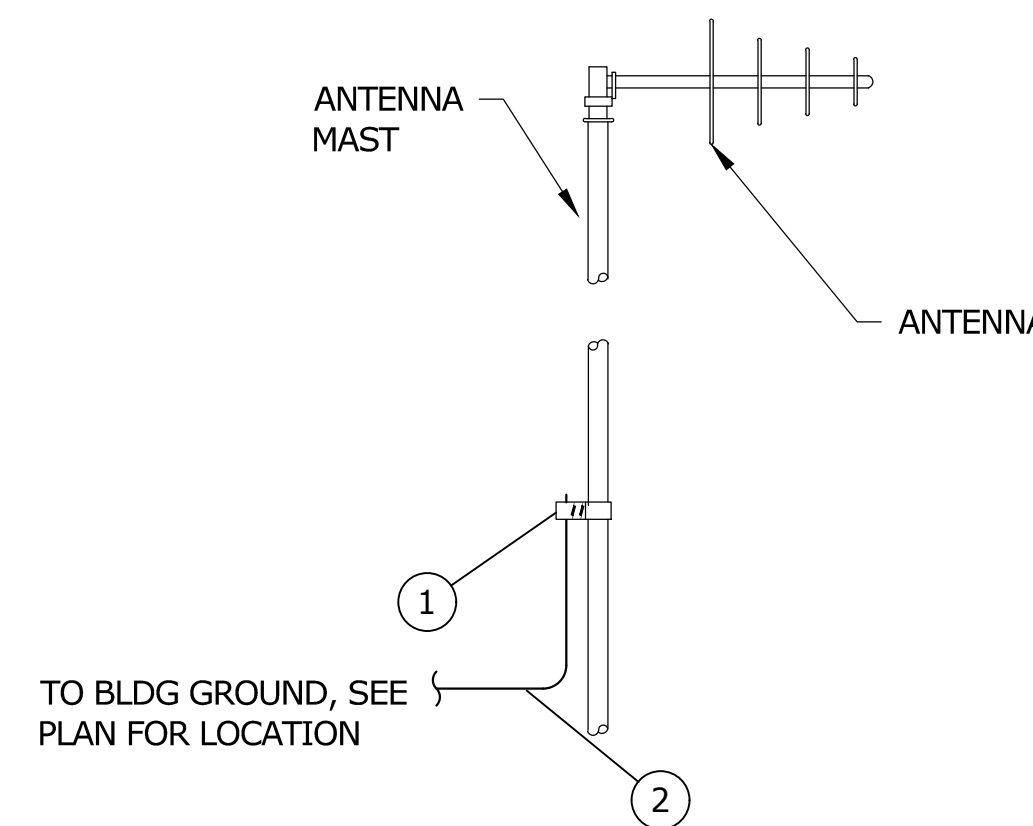 ANTENNA
MAST
ANTENNA
1
TO BLDG GROUND, SEE
PLAN FOR LOCATION
2